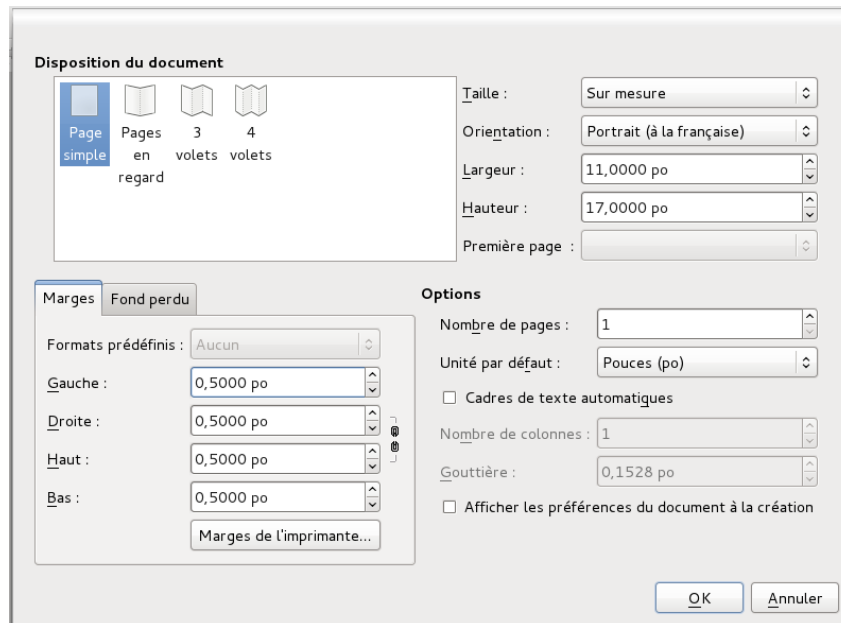 Disposition du document
Page simple
Pages en regard
3 volets
4 volets
Taille : Sur mesure
Orientation : Portrait (à la française)
Largeur : 11,0000 po
Hauteur : 17,0000 po
Première page :
Marges Fond perdu
Formats prédéfinis : Aucun
Gauche : 0,5000 po
Droite : 0,5000 po
Haut : 0,5000 po
Bas : 0,5000 po
Marges de l'imprimante...
Options
Nombre de pages : 1
Unité par défaut : Pouces (po)
Cadres de texte automatiques
Nombre de colonnes : 1
Gouttière : 0,1528 po
Afficher les préférences du document à la création
OK Annuler